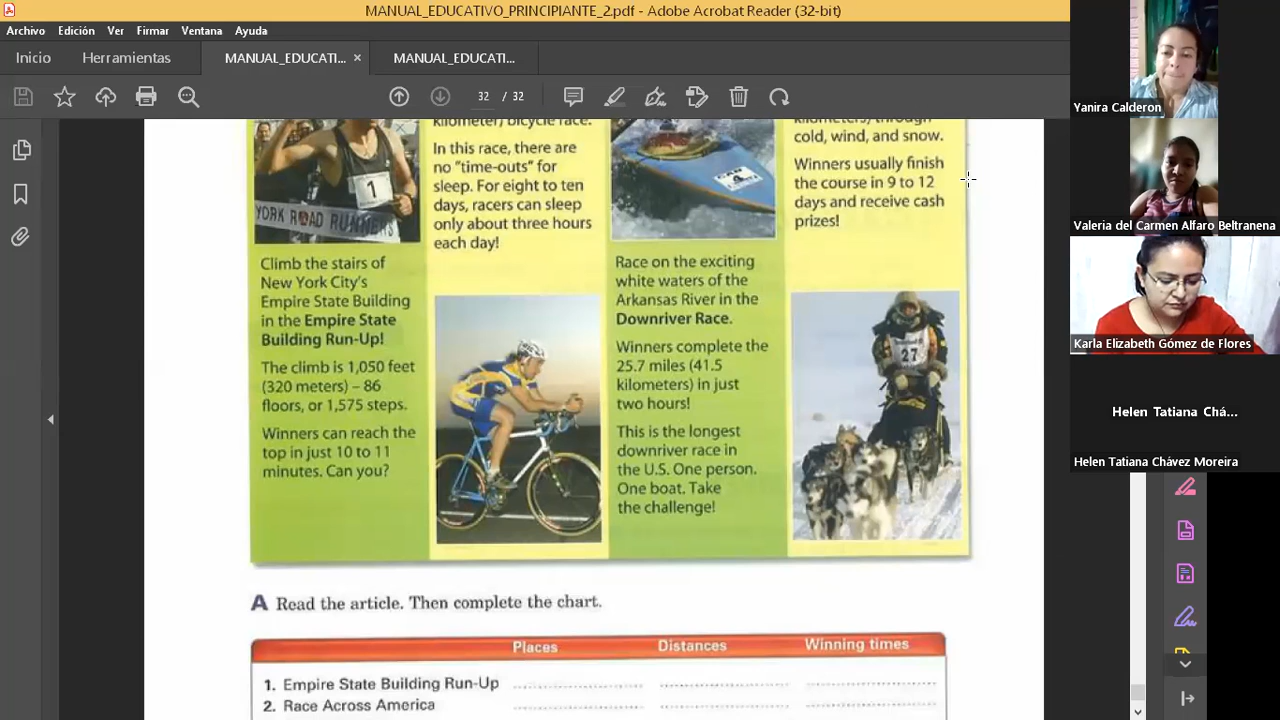 MANUAL_EDUCATIVO_PRINCIPIANTE_2.pdf - Adobe Acrobat Reader (32-bit)
Archivo Edición Ver Firmar Ventana Ayuda
Inicio Herramientas MANUAL_EDUCATI... × MANUAL_EDUCATI...
32 / 32
1
YORK ROAD RUNNERS
Climb the stairs of
New York City's
Empire State Building
in the Empire State
Building Run-Up!
The climb is 1,050 feet
(320 meters) – 86
floors, or 1,575 steps.
Winners can reach the
top in just 10 to 11
minutes. Can you?
kilometer) bicycle race.
In this race, there are
no "time-outs" for
sleep. For eight to ten
days, racers can sleep
only about three hours
each day!
Race on the exciting
white waters of the
Arkansas River in the
Downriver Race.
Winners complete the
25.7 miles (41.5
kilometers) in just
two hours!
This is the longest
downriver race in
the U.S. One person.
One boat. Take
the challenge!
kilometers) through
cold, wind, and snow.
Winners usually finish
the course in 9 to 12
days and receive cash
prizes!
27
A Read the article. Then complete the chart.
Places Distances Winning times
1. Empire State Building Run-Up
2. Race Across America
Yanira Calderon
Valeria del Carmen Alfaro Beltranena
Karla Elizabeth Gómez de Flores
Helen Tatiana Chá...
Helen Tatiana Chávez Moreira